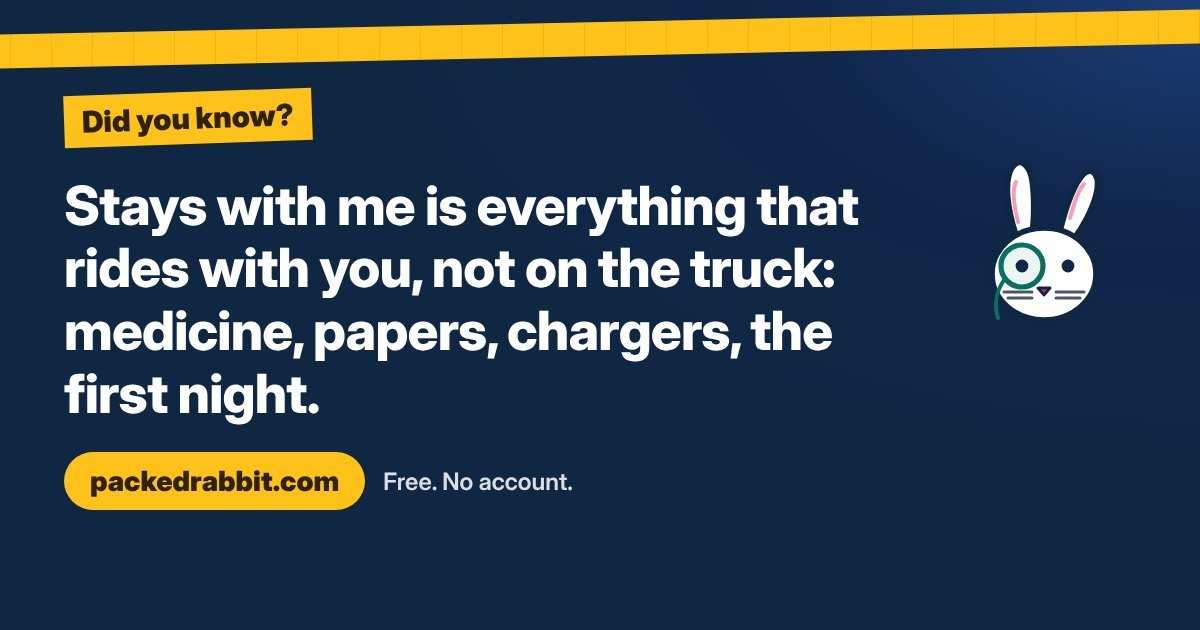 Did you know?
Stays with me is everything that
rides with you, not on the truck:
medicine, papers, chargers, the
first night.
packedrabbit.com
Free. No account.